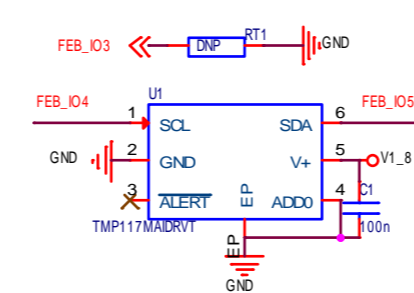 FEB_IO3
DNP
RT1
GND
FEB_IO4
U1
FEB_IO5
1
SCL
SDA
6
GND
2
GND
V+
5
V1_8
3
ALERT
EP
ADD0
4
C1
TMP117MAIDRVT
EP
100n
GND